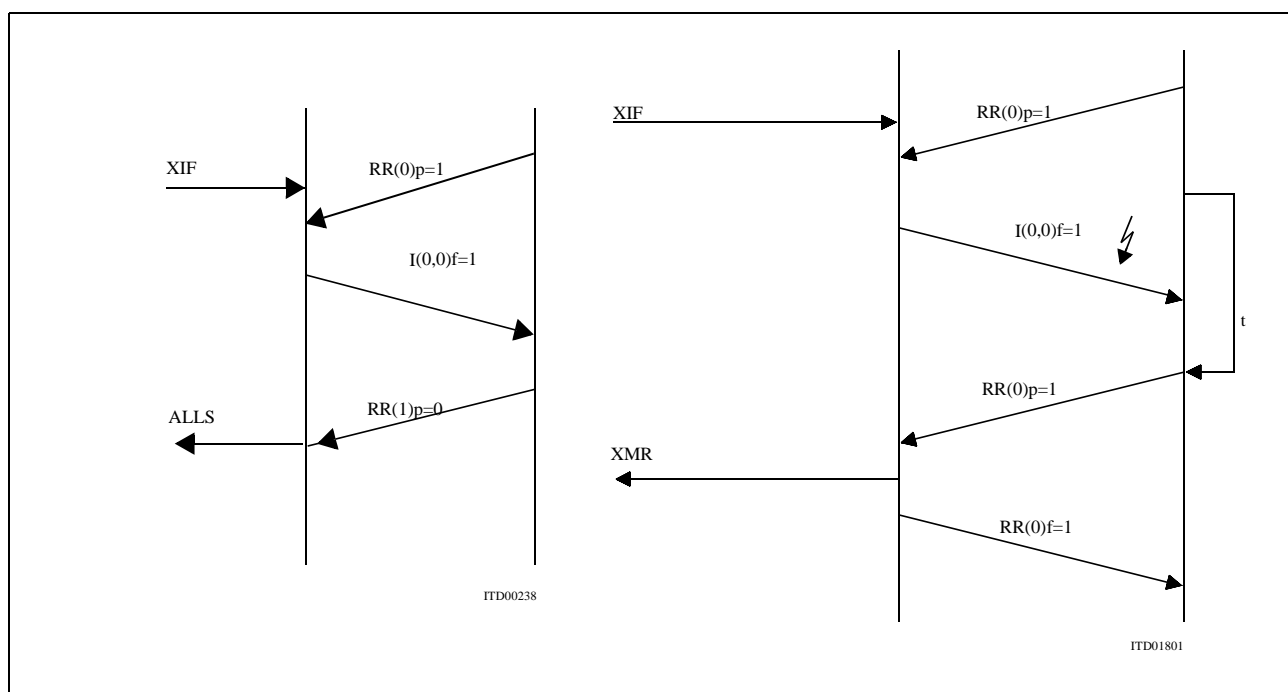 XIF
RR(0)p=1
I(0,0)f=1
RR(1)p=0
ALLS
ITD00238
XIF
RR(0)p=1
I(0,0)f=1
t
RR(0)p=1
XMR
RR(0)f=1
ITD01801